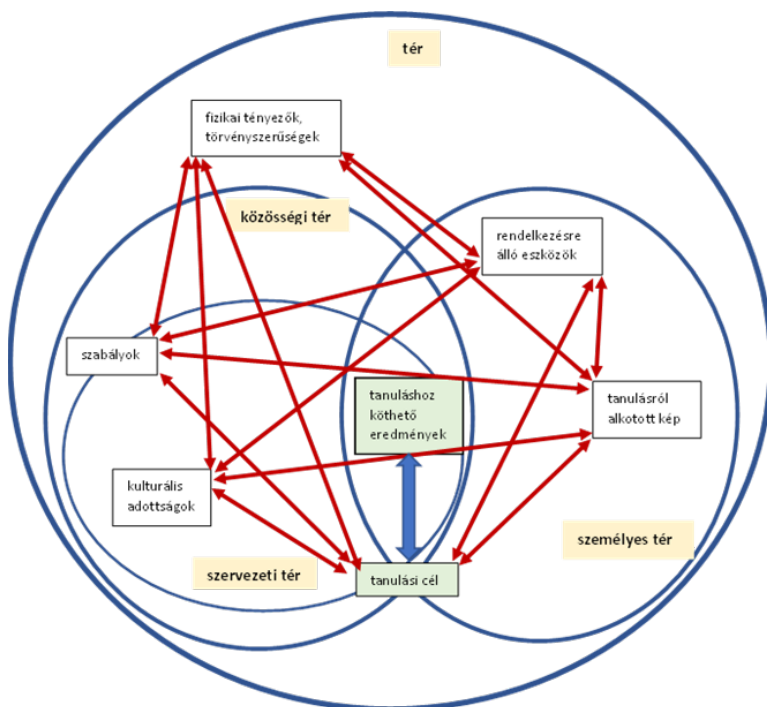 tér
fizikai tényezők,
törvényszerűségek
közösségi tér
rendelkezésre
álló eszközök
szabályok
tanuláshoz
köthető
eredmények
tanulásról
alkotott kép
kulturális
adottságok
személyes tér
szervezeti tér
tanulási cél